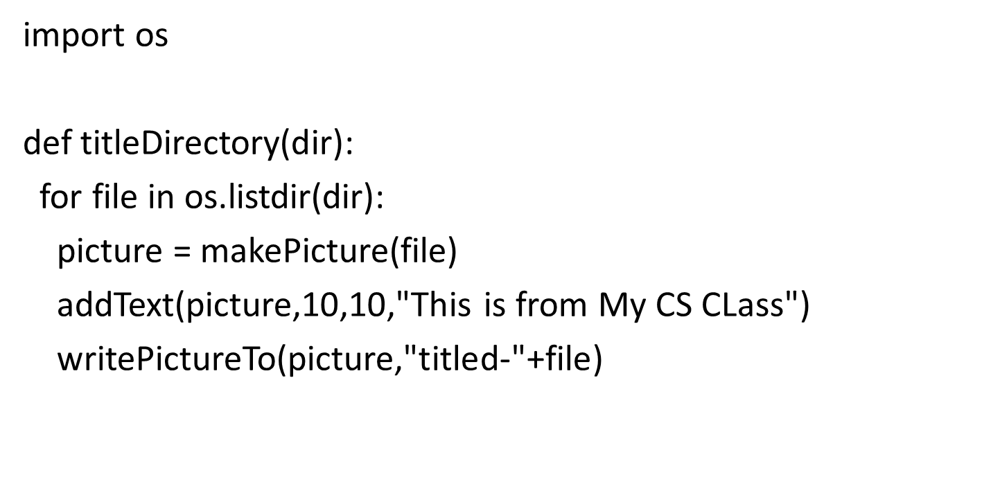 import os
def titleDirectory(dir):
for file in os.listdir(dir):
picture = makePicture(file)
addText(picture,10,10,"This is from My CS CLass")
writePictureTo(picture,"titled-"+file)